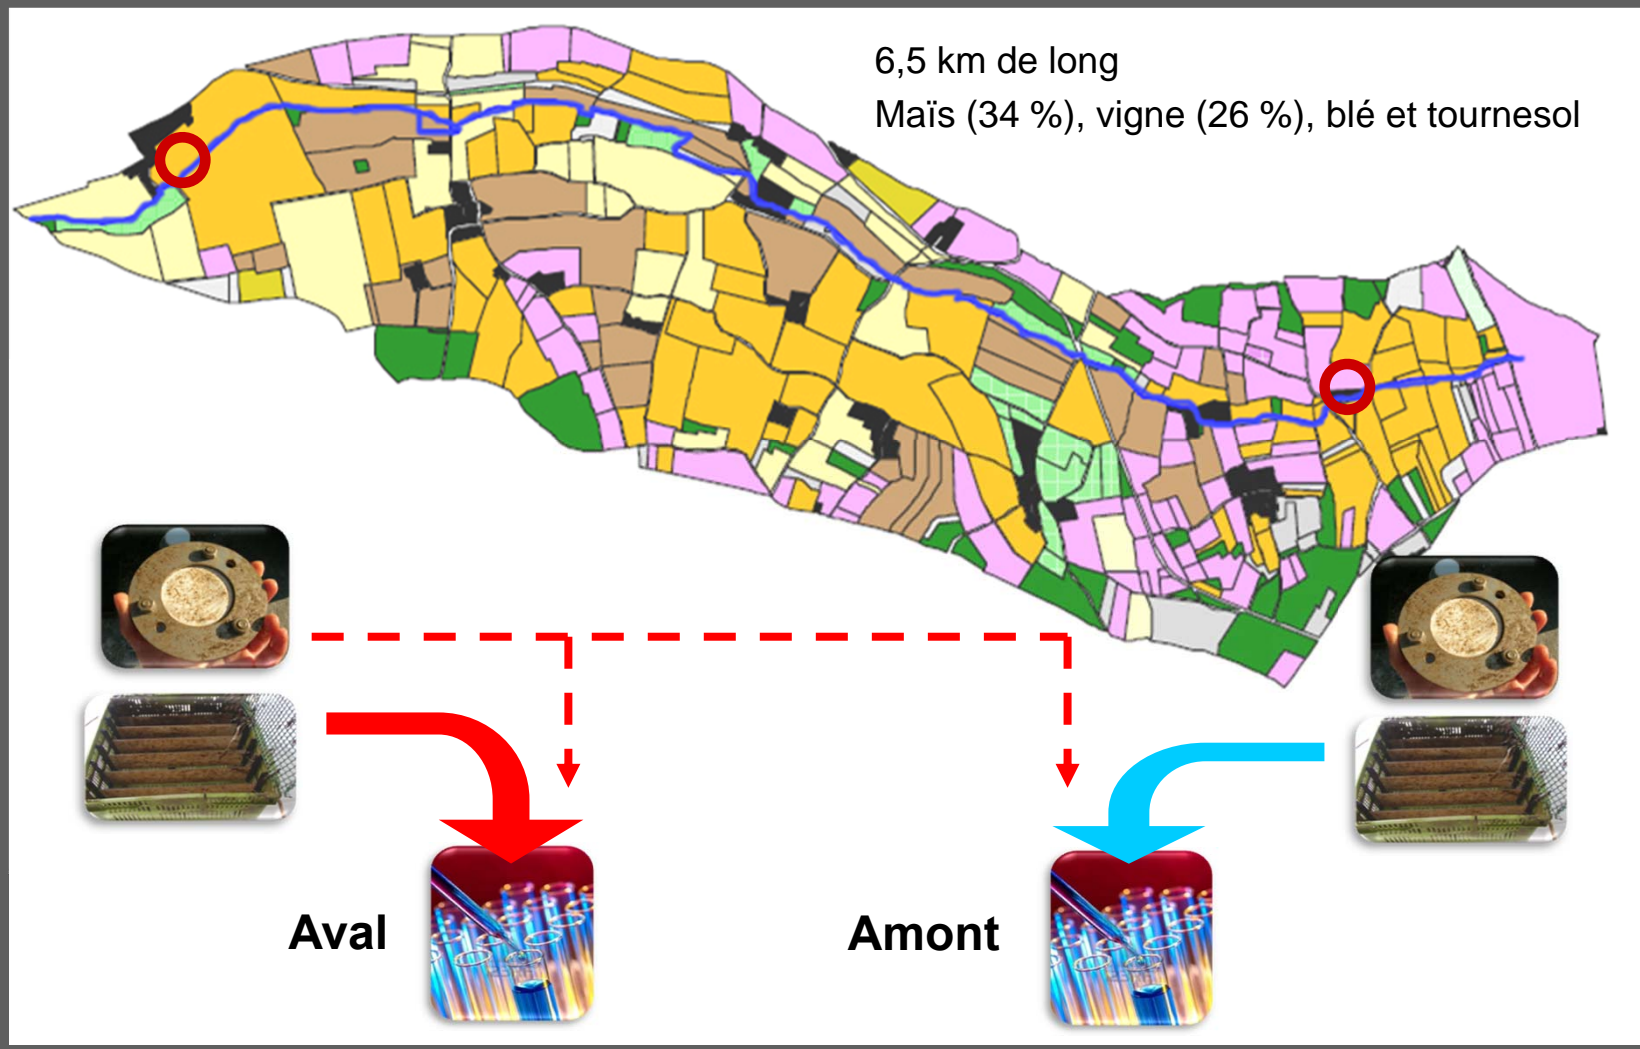 6,5 km de long
Maïs (34 %), vigne (26 %), blé et tournesol
Aval
Amont